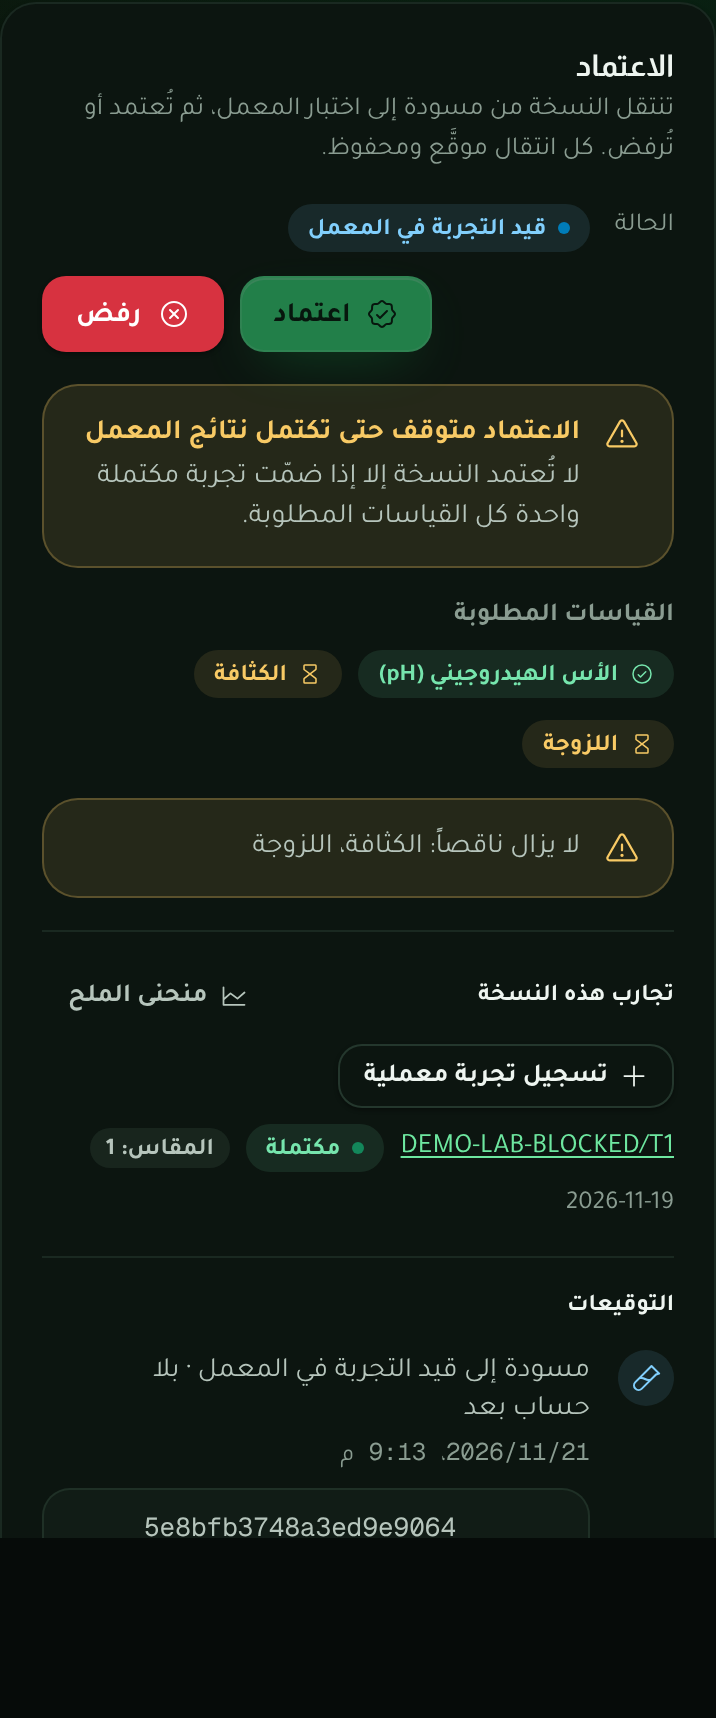 الاعتماد
تنتقل النسخة من مسودة إلى اختبار المعمل، ثم تُعتمد أو
تُرفض. كل انتقال موقَّع ومحفوظ.
الحالة
قيد التجربة في المعمل
اعتماد
رفض
الاعتماد متوقف حتى تكتمل نتائج المعمل
لا تُعتمد النسخة إلا إذا ضمّت تجربة مكتملة
واحدة كل القياسات المطلوبة.
القياسات المطلوبة
الأس الهيدروجيني (pH)
الكثافة
اللزوجة
لا يزال ناقصاً: الكثافة، اللزوجة
تجارب هذه النسخة
منحنى الملح
تسجيل تجربة معملية
DEMO-LAB-BLOCKED/T1
مكتملة
المقاس: 1
2026-11-19
التوقيعات
مسودة إلى قيد التجربة في المعمل · بلا
حساب بعد
2026/11/21، 9:13 م
5e8bfb3748a3ed9e9064